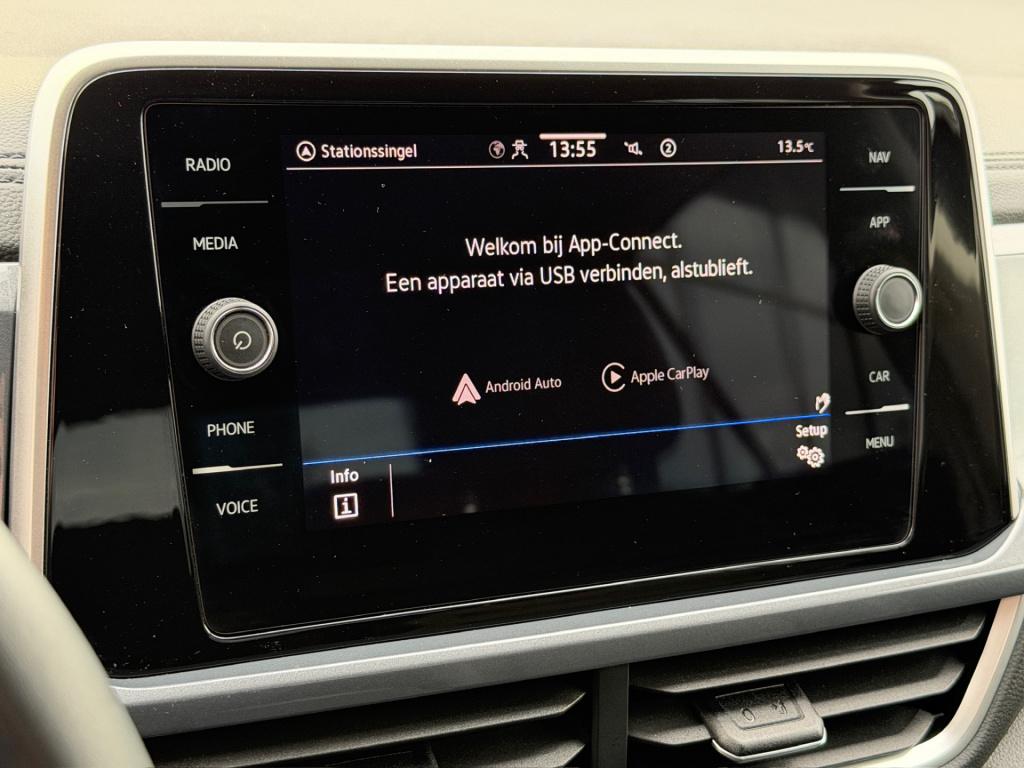 Stationssingel
13:55
2
13.5°C
RADIO
MEDIA
PHONE
VOICE
Welkom bij App-Connect.
Een apparaat via USB verbinden, alstublieft.
Android Auto
Apple CarPlay
Info
i
Setup
NAV
APP
CAR
MENU